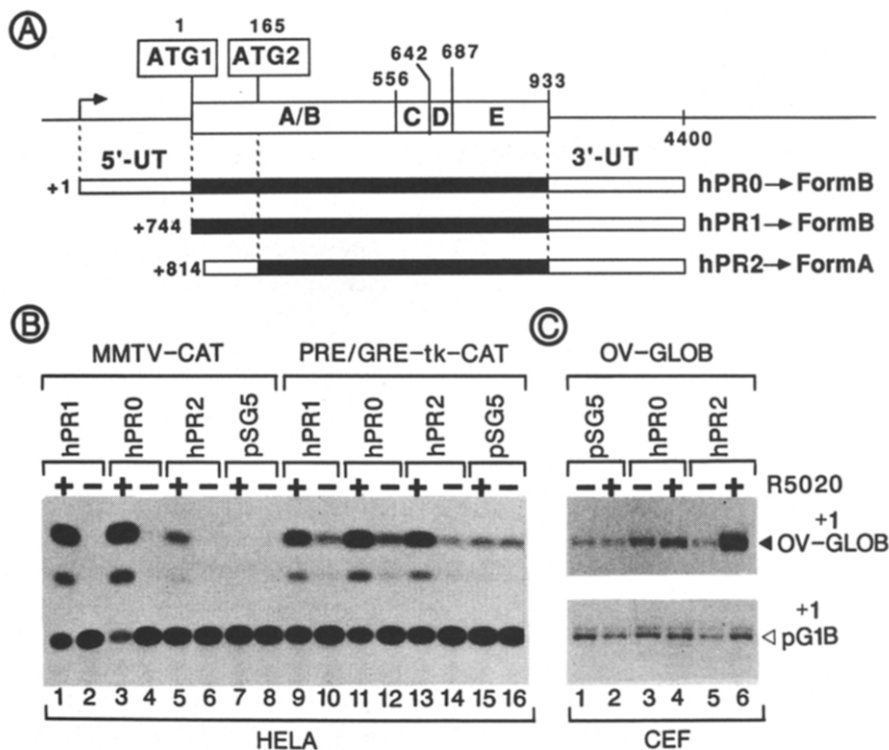 A
1 165
ATG1 ATG2
642 687
556 933
A/B C D E
4400
5'-UT 3'-UT
+1 hPR0→FormB
+744 hPR1→FormB
+814 hPR2→FormA
B
MMTV-CAT PRE/GRE-tk-CAT
hPR1 hPR0 hPR2 pSG5 hPR1 hPR0 hPR2 pSG5
+ − + − + − + − + − + − + − + −
1 2 3 4 5 6 7 8 9 10 11 12 13 14 15 16
HELA
C
OV-GLOB
pSG5 hPR0 hPR2
− + − + − + R5020
+1
◄OV-GLOB
+1
◁pG1B
1 2 3 4 5 6
CEF